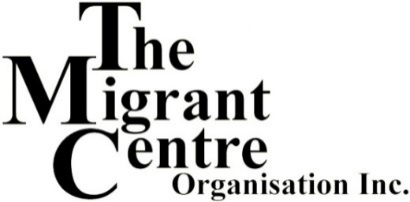 The
Migrant
Centre
Organisation Inc.